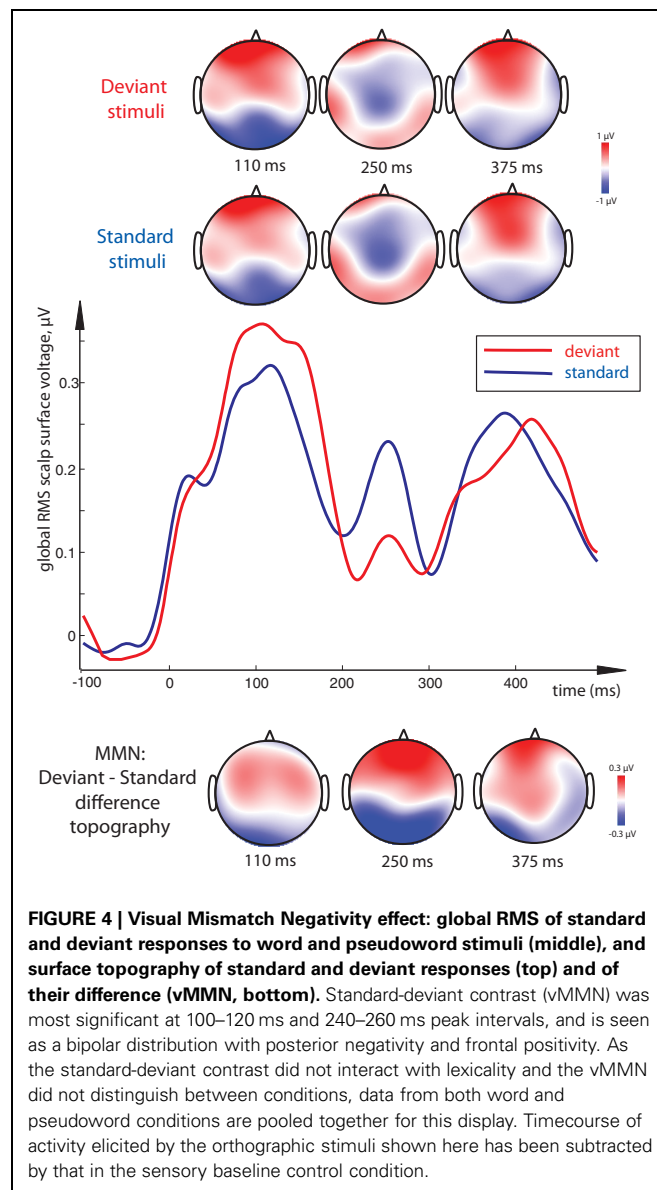 Deviant
stimuli
110 ms
250 ms
375 ms
1 µV
-1 µV
Standard
stimuli
global RMS scalp surface voltage, µV
0.3
0.2
0.1
0
deviant
standard
-100
0
100
200
300
400
time (ms)
MMN:
Deviant - Standard
difference
topography
0.3 µV
-0.3 µV
110 ms
250 ms
375 ms
FIGURE 4 | Visual Mismatch Negativity effect: global RMS of standard
and deviant responses to word and pseudoword stimuli (middle), and
surface topography of standard and deviant responses (top) and of
their difference (vMMN, bottom). Standard-deviant contrast (vMMN) was
most significant at 100–120 ms and 240–260 ms peak intervals, and is seen
as a bipolar distribution with posterior negativity and frontal positivity. As
the standard-deviant contrast did not interact with lexicality and the vMMN
did not distinguish between conditions, data from both word and
pseudoword conditions are pooled together for this display. Timecourse of
activity elicited by the orthographic stimuli shown here has been subtracted
by that in the sensory baseline control condition.